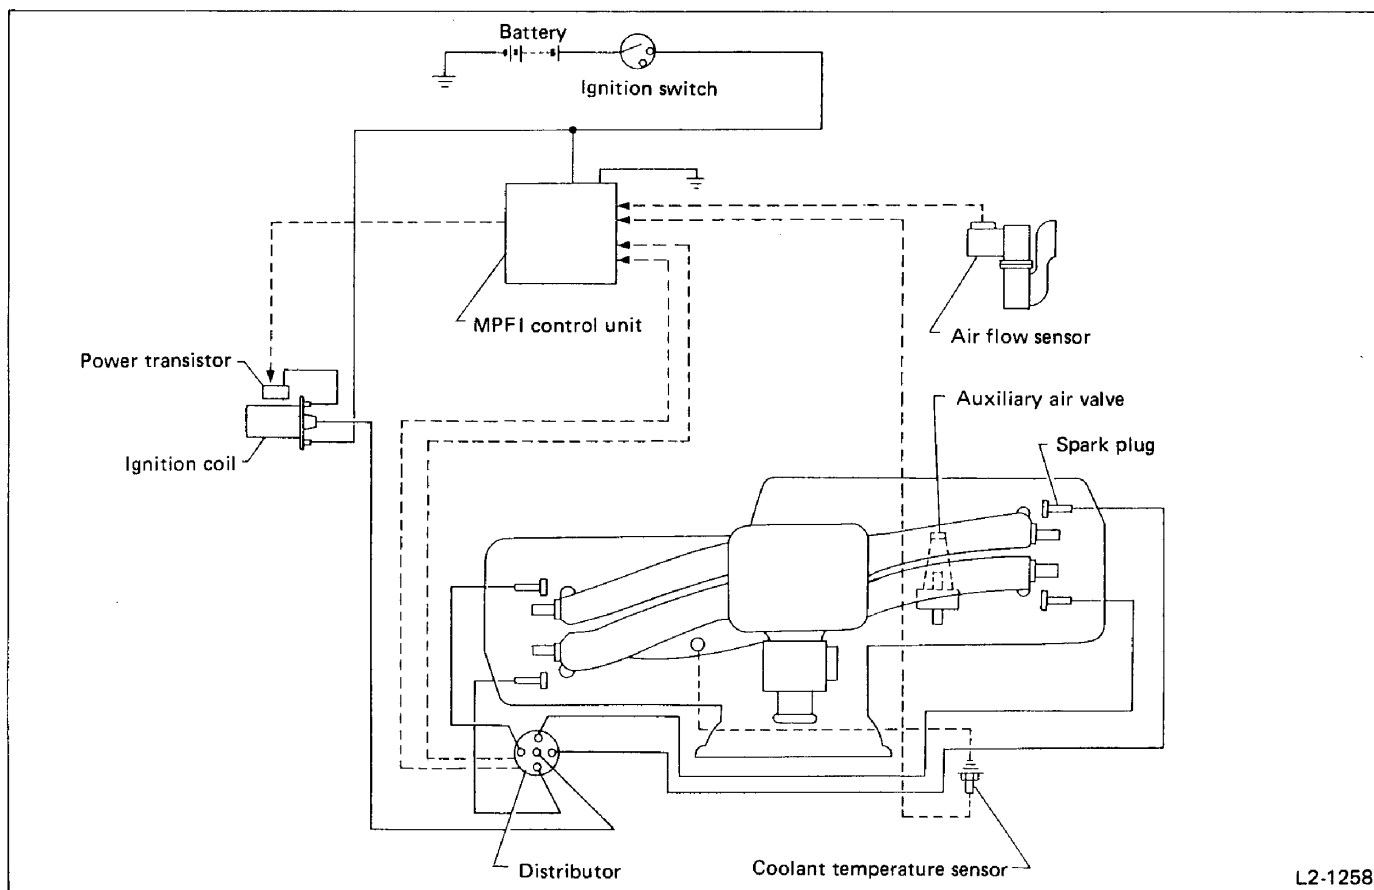 Battery
Ignition switch
MPFI control unit
Air flow sensor
Power transistor
Auxiliary air valve
Spark plug
Ignition coil
Distributor
Coolant temperature sensor
L2-1258